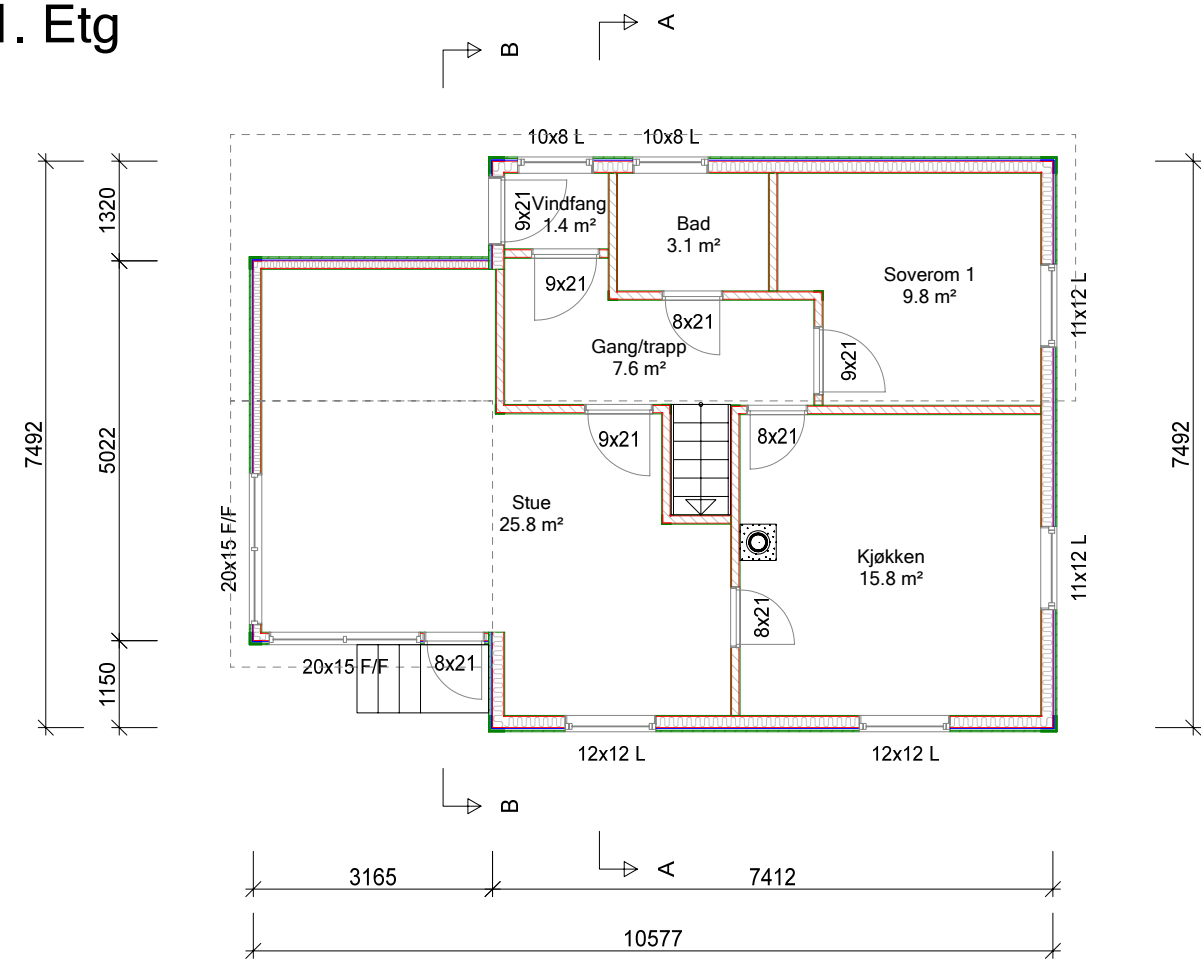 1. Etg
A
B
10x8 L
10x8 L
1320
9x21
Vindfang
1.4 m²
Bad
3.1 m²
Soverom 1
9.8 m²
11x12 L
9x21
8x21
Gang/trapp
7.6 m²
9x21
7492
5022
7492
9x21
8x21
Stue
25.8 m²
20x15 F/F
Kjøkken
15.8 m²
11x12 L
8x21
1150
20x15 F/F
8x21
12x12 L
12x12 L
B
A
3165
7412
10577